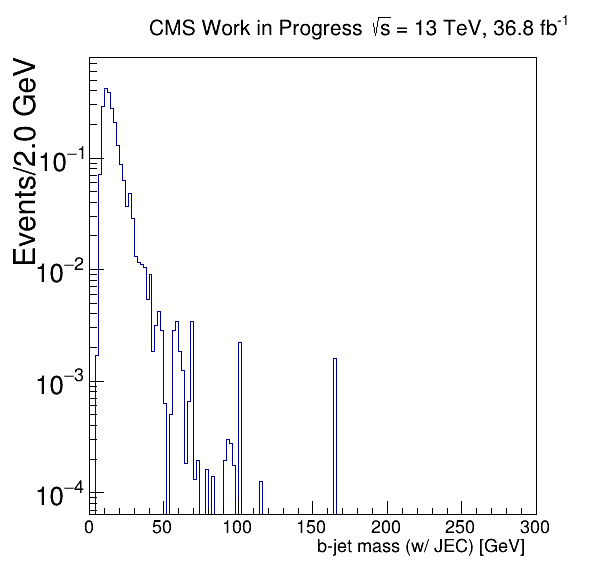 CMS Work in Progress √s = 13 TeV, 36.8 fb⁻¹
Events/2.0 GeV
10⁻¹
10⁻²
10⁻³
10⁻⁴
0 50 100 150 200 250 300
b-jet mass (w/ JEC) [GeV]